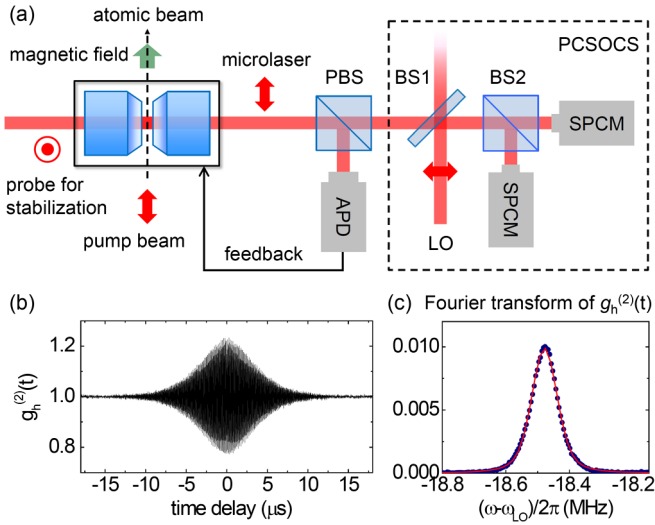 (a)
atomic beam
magnetic field
microlaser
PBS
BS1
BS2
PCSOCS
SPCM
probe for
stabilization
pump beam
feedback
APD
LO
SPCM
(b)
1.2
1.0
0.8
g_h^(2)(t)
-15 -10 -5 0 5 10 15
time delay (μs)
(c) Fourier transform of g_h^(2)(t)
0.010
0.005
0.000
-18.8 -18.6 -18.4 -18.2
(ω-ω_LO)/2π (MHz)